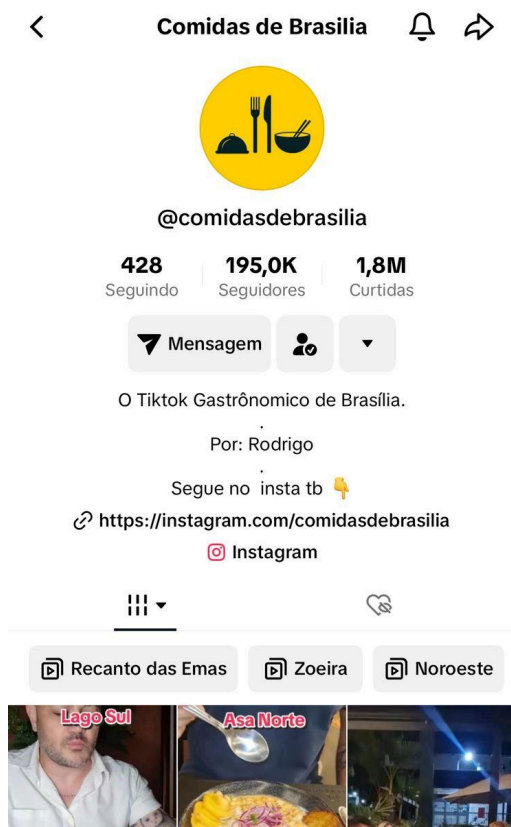 Comidas de Brasilia
@comidasdebrasilia
428 195,0K 1,8M
Seguindo Seguidores Curtidas
Mensagem
O Tiktok Gastrônomico de Brasília.
.
Por: Rodrigo
.
Segue no insta tb 👇
https://instagram.com/comidasdebrasilia
Instagram
Recanto das Emas Zoeira Noroeste
Lago Sul Asa Norte